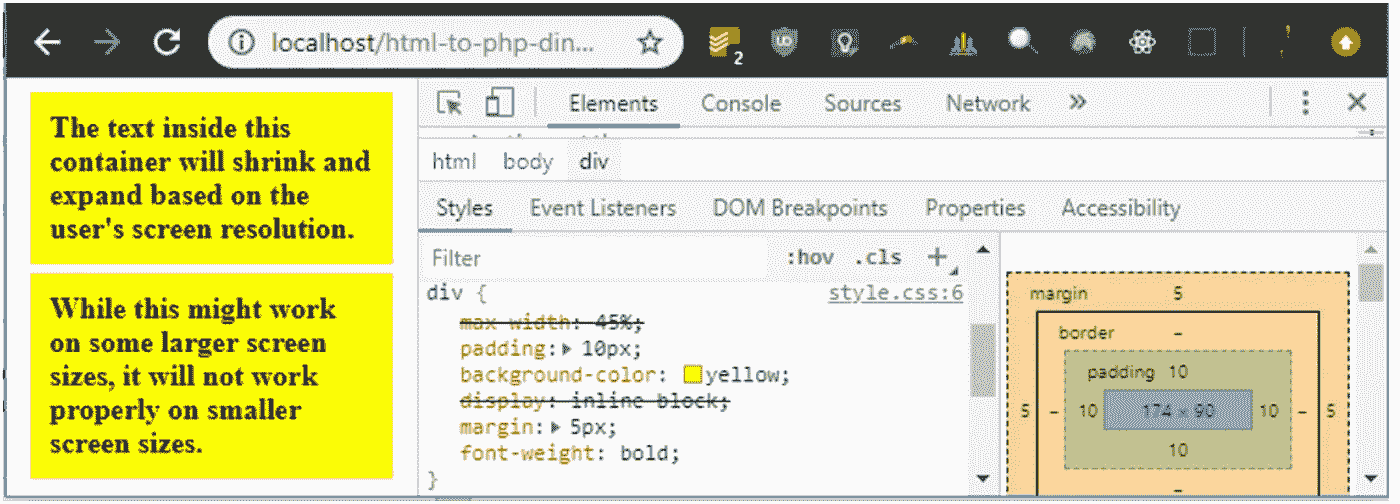 localhost/html-to-php-din...
2
The text inside this
container will shrink and
expand based on the
user's screen resolution.
While this might work
on some larger screen
sizes, it will not work
properly on smaller
screen sizes.
Elements Console Sources Network »
html body div
Styles Event Listeners DOM Breakpoints Properties Accessibility
Filter :hov .cls +
div { style.css:6
max-width: 45%;
padding: 10px;
background-color: yellow;
display: inline-block;
margin: 5px;
font-weight: bold;
}
margin 5
border –
padding 10
5 – 10 174 × 90 10 – 5
10
–